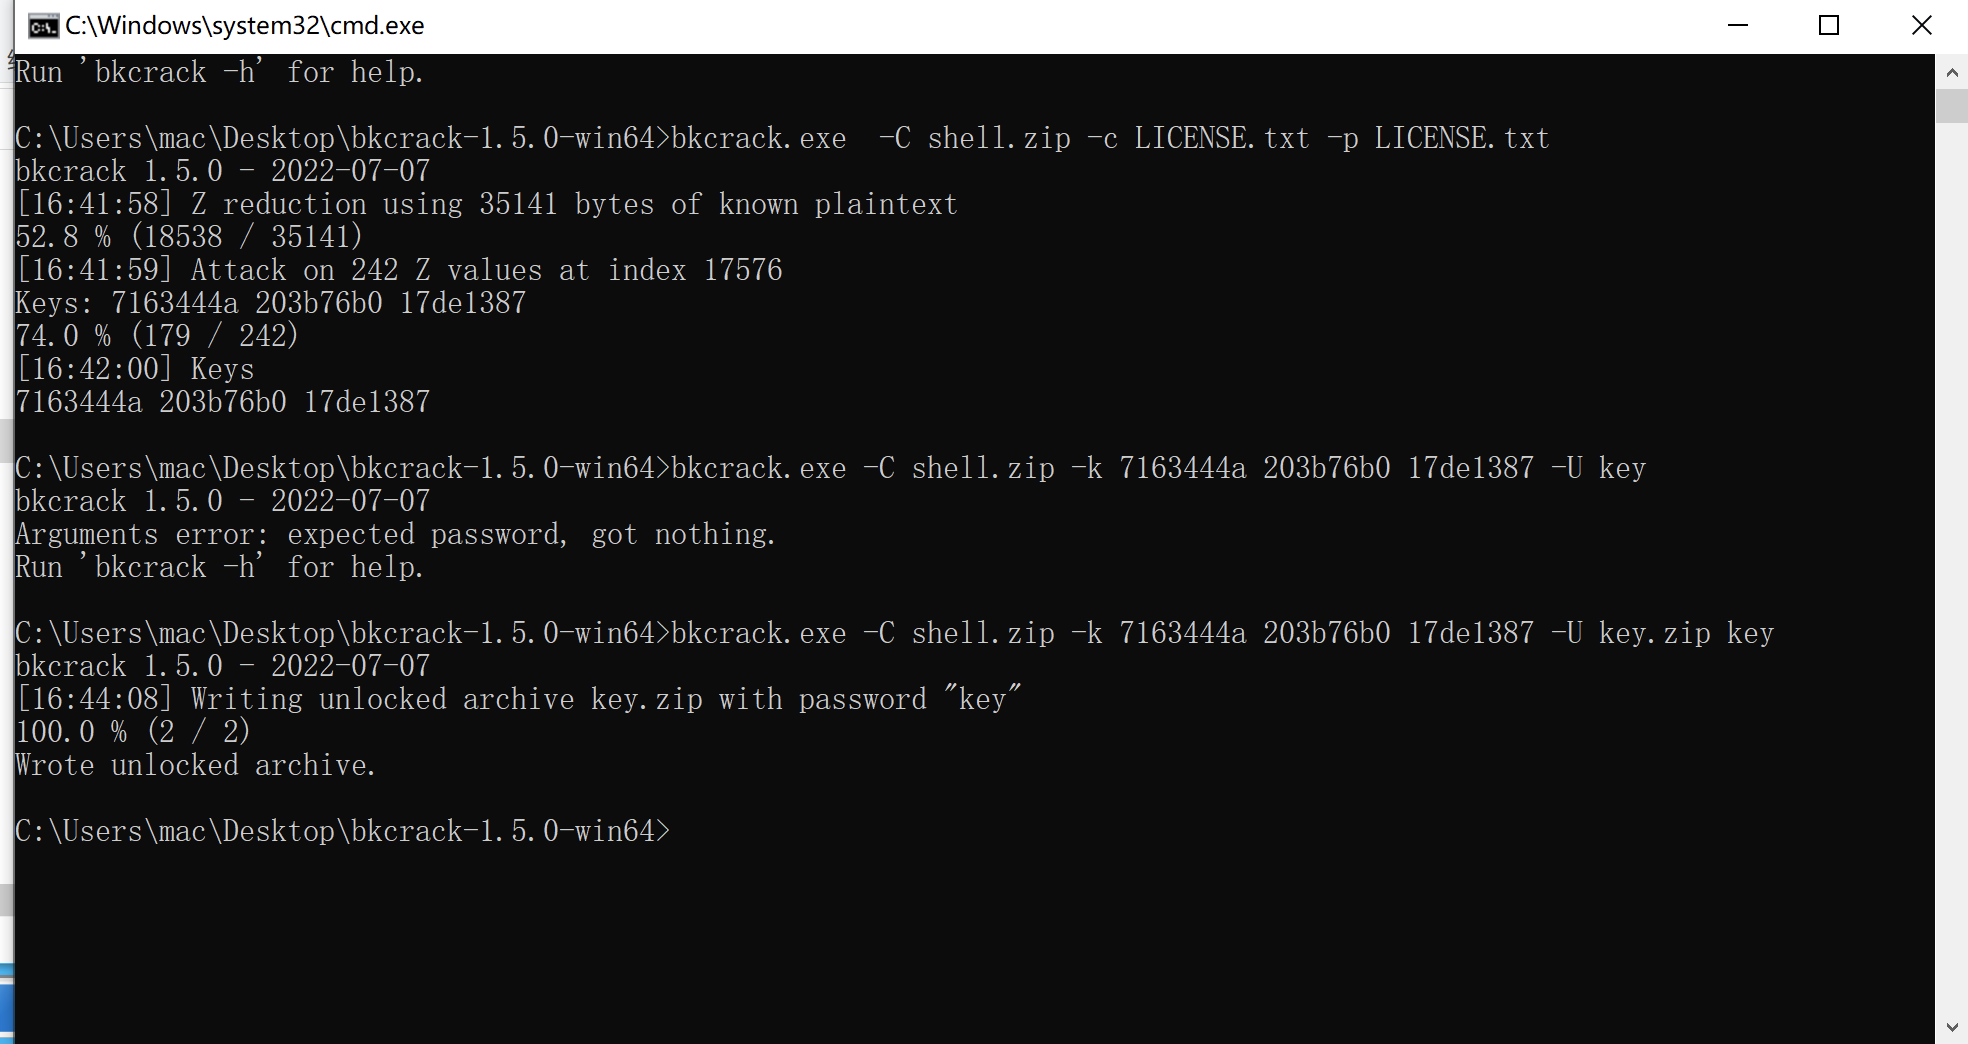 C:\Windows\system32\cmd.exe
Run 'bkcrack -h' for help.
C:\Users\mac\Desktop\bkcrack-1.5.0-win64>bkcrack.exe  -C shell.zip -c LICENSE.txt -p LICENSE.txt
bkcrack 1.5.0 - 2022-07-07
[16:41:58] Z reduction using 35141 bytes of known plaintext
52.8 % (18538 / 35141)
[16:41:59] Attack on 242 Z values at index 17576
Keys: 7163444a 203b76b0 17de1387
74.0 % (179 / 242)
[16:42:00] Keys
7163444a 203b76b0 17de1387
C:\Users\mac\Desktop\bkcrack-1.5.0-win64>bkcrack.exe -C shell.zip -k 7163444a 203b76b0 17de1387 -U key
bkcrack 1.5.0 - 2022-07-07
Arguments error: expected password, got nothing.
Run 'bkcrack -h' for help.
C:\Users\mac\Desktop\bkcrack-1.5.0-win64>bkcrack.exe -C shell.zip -k 7163444a 203b76b0 17de1387 -U key.zip key
bkcrack 1.5.0 - 2022-07-07
[16:44:08] Writing unlocked archive key.zip with password "key"
100.0 % (2 / 2)
Wrote unlocked archive.
C:\Users\mac\Desktop\bkcrack-1.5.0-win64>